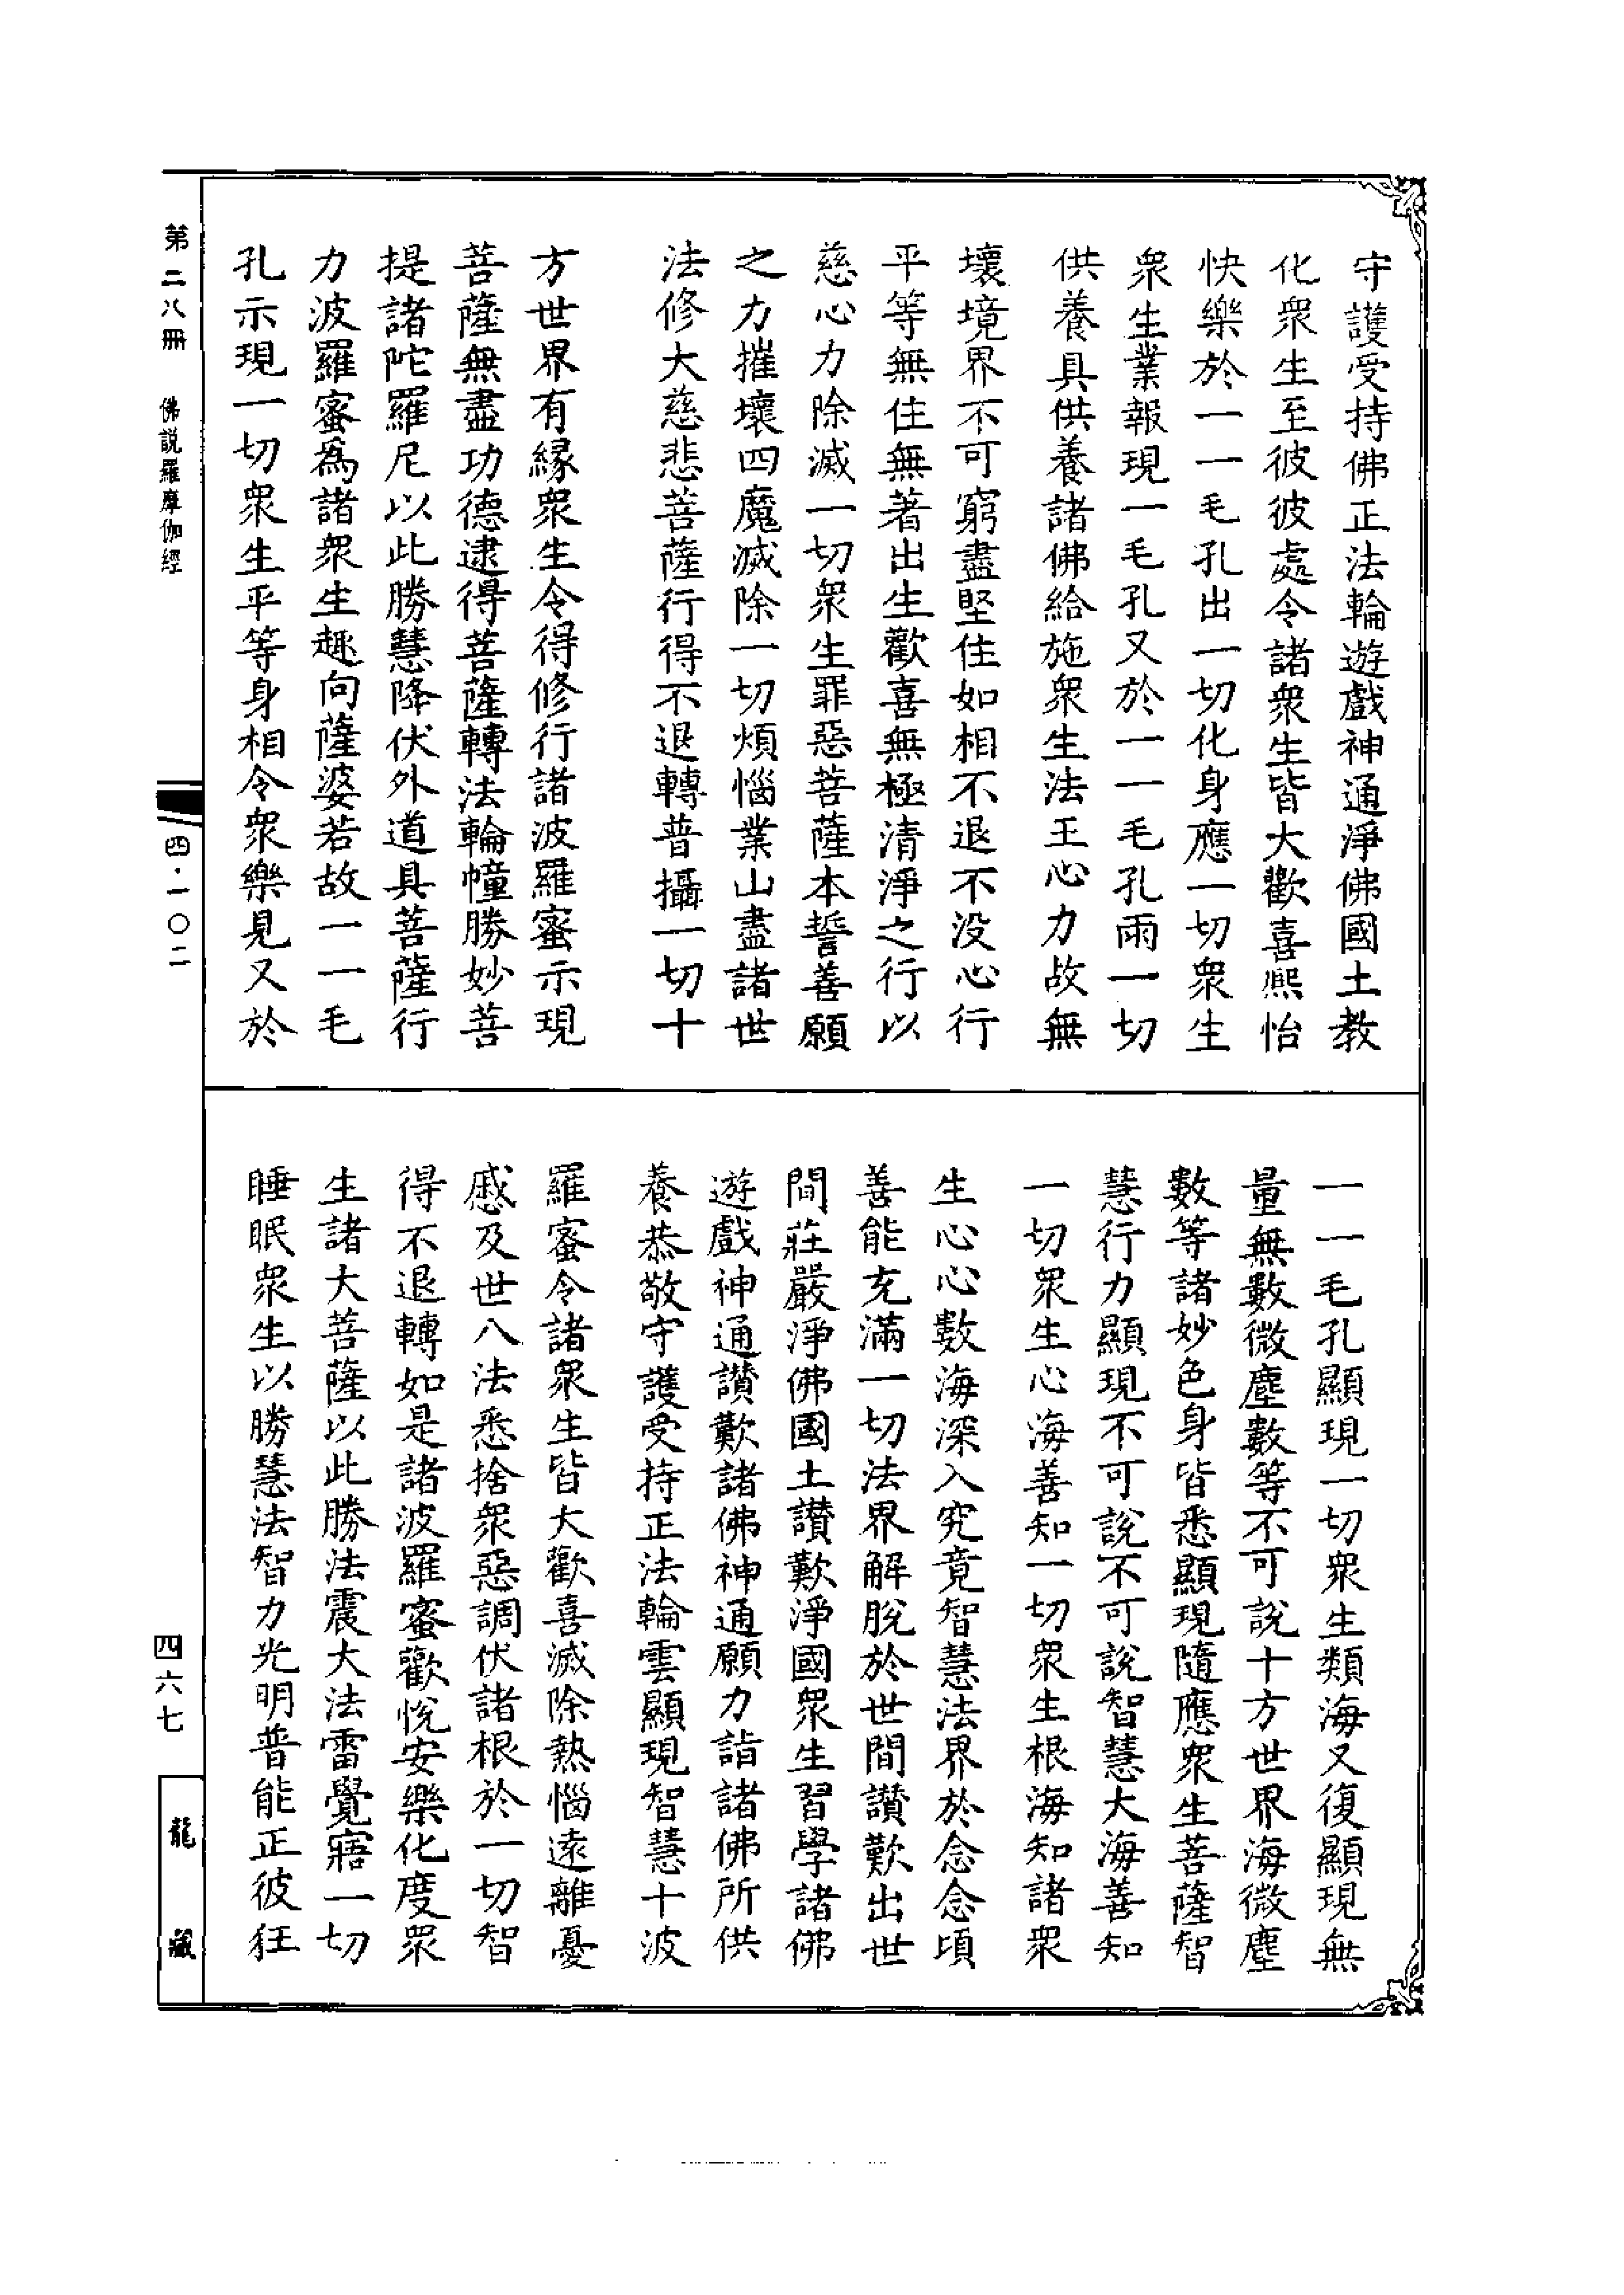 守護受持佛正法輪遊戲神通淨佛國土教
化衆生至彼彼處令諸衆生皆大歡喜熈怡
快樂於一一毛孔出一切化身應一切衆生
衆生業報現一毛孔又於一一毛孔雨一切
供養具供養諸佛給施衆生法王心力故無
壞境界不可窮盡堅住如相不退不没心行
平等無住無著出生歡喜無極清淨之行以
慈心力除滅一切衆生罪惡菩薩本誓善願
之力摧壞四魔滅除一切煩惱業山盡諸世
法修大慈悲菩薩行得不退轉普攝一切十
方世界有緣衆生令得修行諸波羅蜜示現
菩薩無盡功德逮得菩薩轉法輪幢勝妙菩
提諸陀羅尼以此勝慧降伏外道具菩薩行
力波羅蜜為諸衆生趣向薩婆若故一一毛
孔示現一切衆生平等身相令衆樂見又於
一一毛孔顯現一切衆生類海又復顯現無
量無數微塵數等不可說十方世界海微塵
數等諸妙色身皆悉顯現隨應衆生菩薩智
慧行力顯現不可說不可說智慧大海善知
一切衆生心海善知一切衆生根海知諸衆
生心心數海深入究竟智慧法界於念念頃
善能充滿一切法界解脫於世間讚歎出世
間莊嚴淨佛國土讚歎淨國衆生習學諸佛
遊戲神通讚歎諸佛神通願力詣諸佛所供
養恭敬守護受持正法輪雲顯現智慧十波
羅蜜令諸衆生皆大歡喜滅除熱惱遠離憂
慼及世八法悉捨衆惡調伏諸根於一切智
得不退轉如是諸波羅蜜歡悅安樂化度衆
生諸大菩薩以此勝法震大法雷覺寤一切
睡眠衆生以勝慧法智力光明普能正彼狂
第二八冊 佛説羅摩伽經
四·一〇二
四六七
龍藏